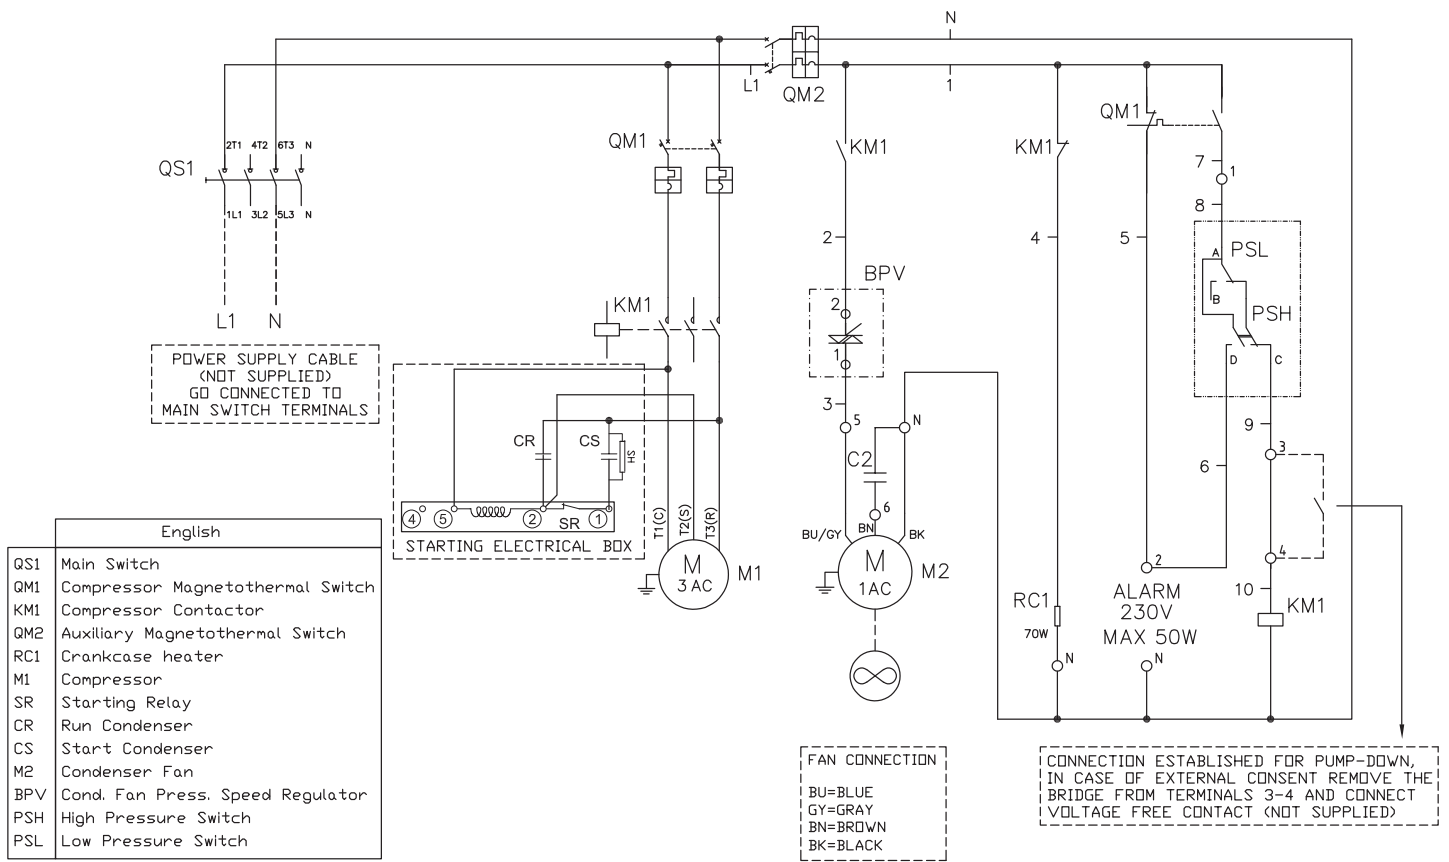 N
L1
QM2
1
QS1
2T1 4T2 6T3 N
1L1 3L2 5L3 N
L1 N
POWER SUPPLY CABLE
(NOT SUPPLIED)
GO CONNECTED TO
MAIN SWITCH TERMINALS
QM1
KM1
CR
CS
HS
4 5 2 SR 1
STARTING ELECTRICAL BOX
T1(C)
T2(S)
T3(R)
M
3 AC
M1
KM1
2
BPV
2
1
3
5
N
C2
6
BU/GY
BN
BK
M
1AC
M2
KM1
4
RC1
70W
N
QM1
5
2
ALARM
230V
MAX 50W
N
7
1
8
A
PSL
B
PSH
D
C
9
3
6
4
10
KM1
English
QS1 Main Switch
QM1 Compressor Magnetothermal Switch
KM1 Compressor Contactor
QM2 Auxiliary Magnetothermal Switch
RC1 Crankcase heater
M1 Compressor
SR Starting Relay
CR Run Condenser
CS Start Condenser
M2 Condenser Fan
BPV Cond. Fan Press. Speed Regulator
PSH High Pressure Switch
PSL Low Pressure Switch
FAN CONNECTION
BU=BLUE
GY=GRAY
BN=BROWN
BK=BLACK
CONNECTION ESTABLISHED FOR PUMP-DOWN,
IN CASE OF EXTERNAL CONSENT REMOVE THE
BRIDGE FROM TERMINALS 3-4 AND CONNECT
VOLTAGE FREE CONTACT (NOT SUPPLIED)